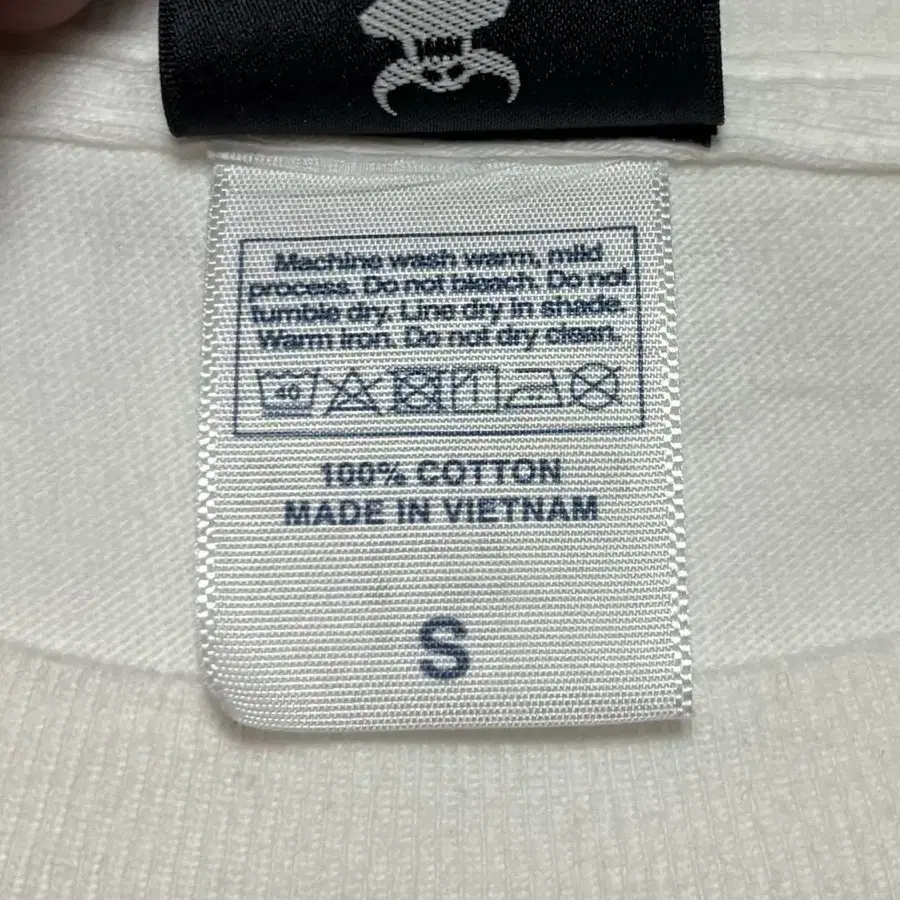 Machine wash warm, mild
process. Do not bleach. Do not
tumble dry. Line dry in shade.
Warm iron. Do not dry clean.
40
100% COTTON
MADE IN VIETNAM
S